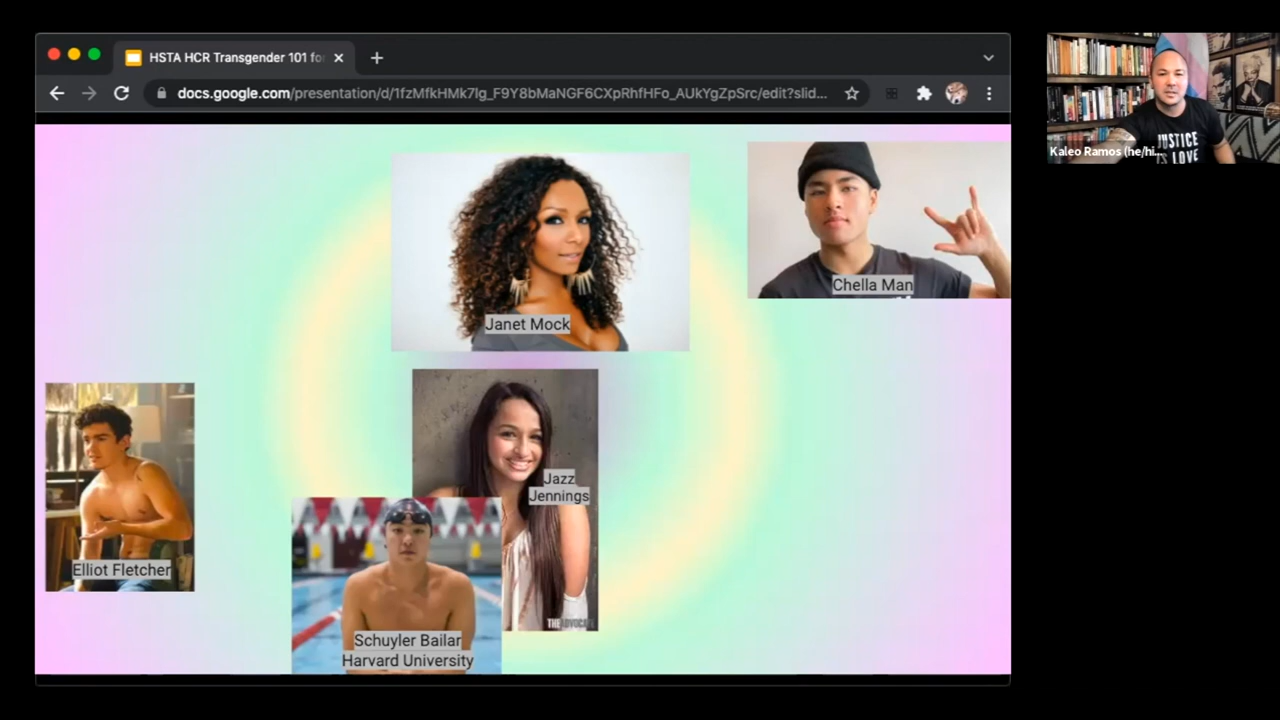 HSTA HCR Transgender 101 fo
docs.google.com/presentation/d/1fzMfkHMk7lg_F9Y8bMaNGF6CXpRhfHFo_AUkYgZpSrc/edit?slid...
Kaleo Ramos (he/hi...
JUSTICE
IS LOVE
Janet Mock
Chella Man
Jazz
Jennings
THE ADVOCATE
Elliot Fletcher
Schuyler Bailar
Harvard University